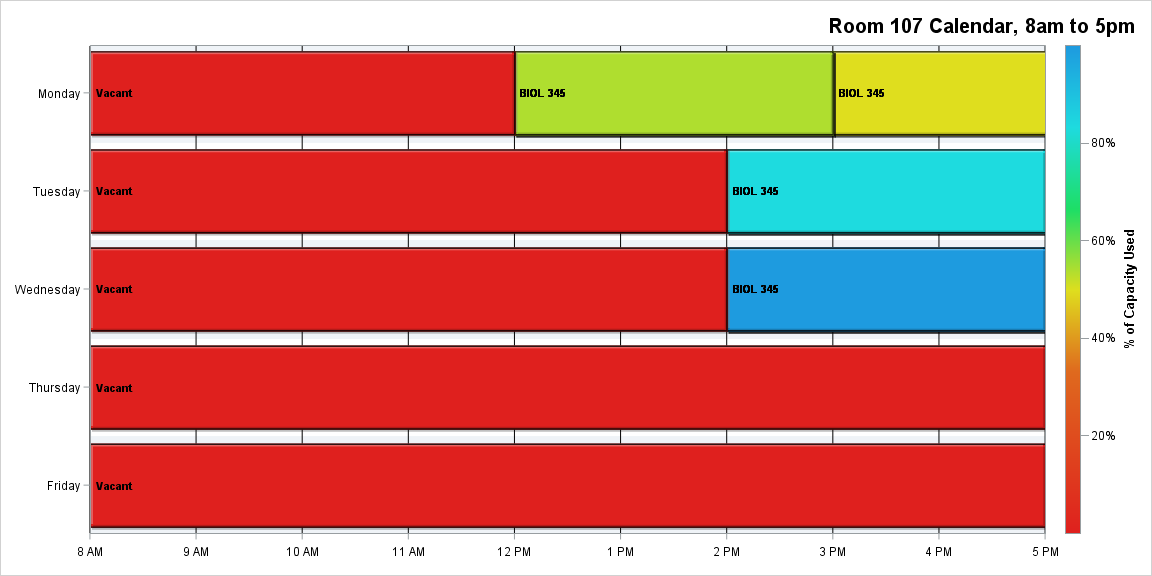 Room 107 Calendar, 8am to 5pm
Monday
Vacant
BIOL 345
BIOL 345
Tuesday
Vacant
BIOL 345
Wednesday
Vacant
BIOL 345
Thursday
Vacant
Friday
Vacant
8 AM
9 AM
10 AM
11 AM
12 PM
1 PM
2 PM
3 PM
4 PM
5 PM
80%
60%
40%
20%
% of Capacity Used